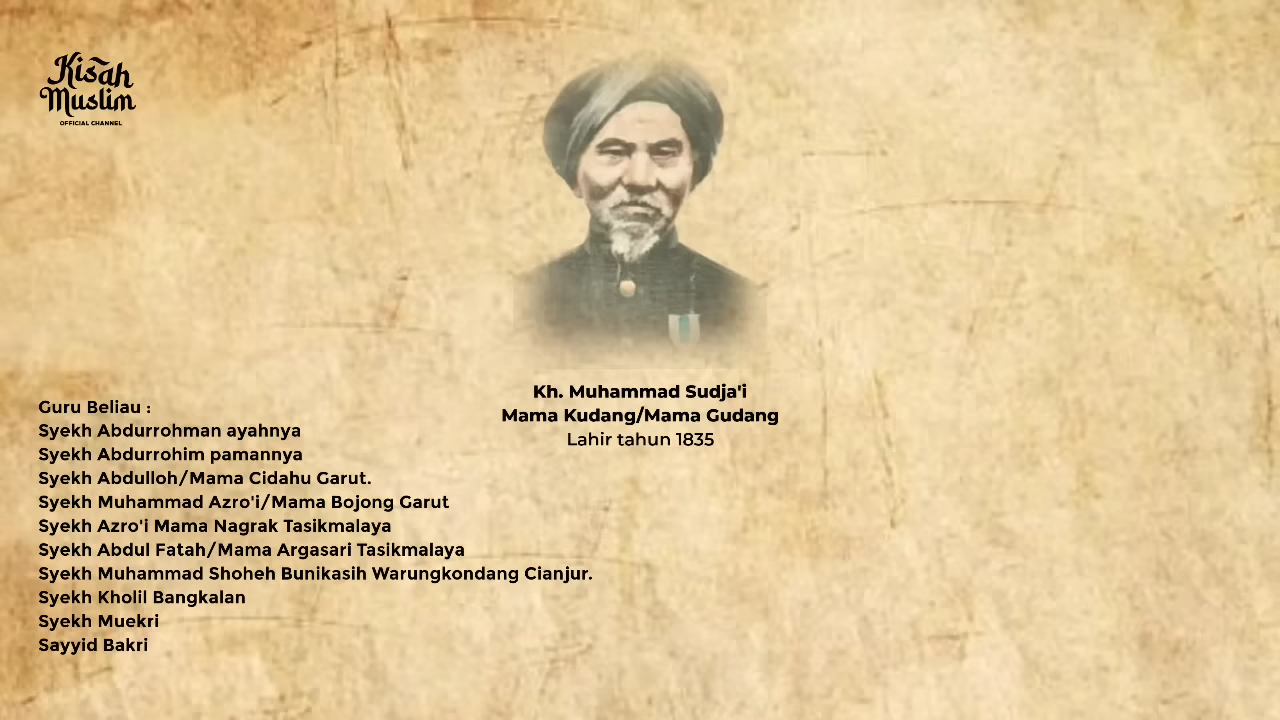 Kisah
Muslim
OFFICIAL CHANNEL
Kh. Muhammad Sudja'i
Mama Kudang/Mama Gudang
Lahir tahun 1835
Guru Beliau :
Syekh Abdurrohman ayahnya
Syekh Abdurrohim pamannya
Syekh Abdulloh/Mama Cidahu Garut.
Syekh Muhammad Azro'i/Mama Bojong Garut
Syekh Azro'i Mama Nagrak Tasikmalaya
Syekh Abdul Fatah/Mama Argasari Tasikmalaya
Syekh Muhammad Shoheh Bunikasih Warungkondang Cianjur.
Syekh Kholil Bangkalan
Syekh Muekri
Sayyid Bakri